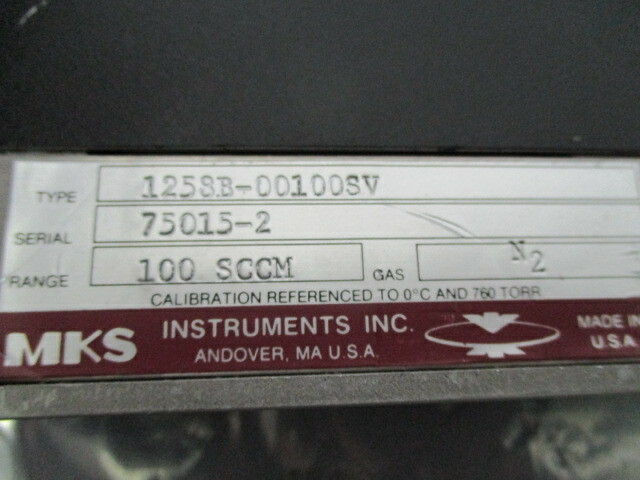 TYPE 1258B-00100SV
SERIAL 75015-2
RANGE 100 SCCM GAS N2
CALIBRATION REFERENCED TO 0°C AND 760 TORR
MKS INSTRUMENTS INC. MADE IN
ANDOVER, MA U.S.A. U.S.A.